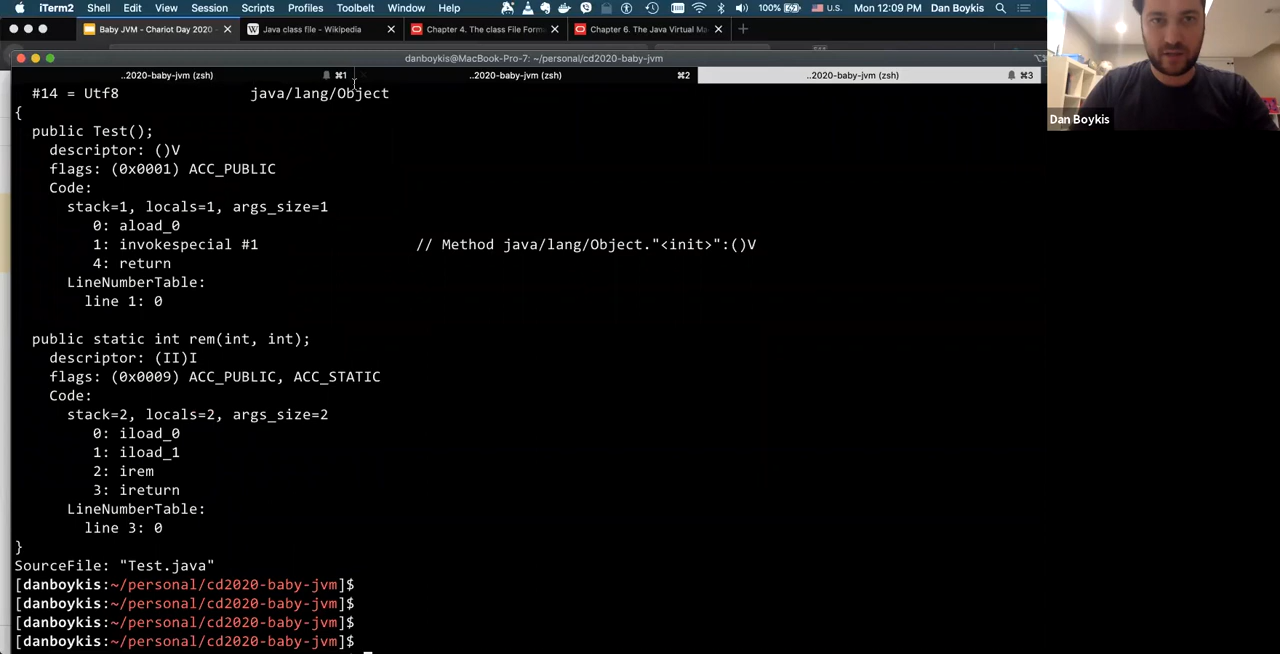 iTerm2 Shell Edit View Session Scripts Profiles Toolbelt Window Help 100% U.S. Mon 12:09 PM Dan Boykis
Baby JVM - Chariot Day 2020 - Java class file - Wikipedia Chapter 4. The class File Form Chapter 6. The Java Virtual Ma
danboykis@MacBook-Pro-7: ~/personal/cd2020-baby-jvm
..2020-baby-jvm (zsh) ⌘1 ..2020-baby-jvm (zsh) ⌘2 ..2020-baby-jvm (zsh) ⌘3
Dan Boykis
#14 = Utf8 java/lang/Object
{
public Test();
descriptor: ()V
flags: (0x0001) ACC_PUBLIC
Code:
stack=1, locals=1, args_size=1
0: aload_0
1: invokespecial #1 // Method java/lang/Object."<init>":()V
4: return
LineNumberTable:
line 1: 0
public static int rem(int, int);
descriptor: (II)I
flags: (0x0009) ACC_PUBLIC, ACC_STATIC
Code:
stack=2, locals=2, args_size=2
0: iload_0
1: iload_1
2: irem
3: ireturn
LineNumberTable:
line 3: 0
}
SourceFile: "Test.java"
[danboykis:~/personal/cd2020-baby-jvm]$
[danboykis:~/personal/cd2020-baby-jvm]$
[danboykis:~/personal/cd2020-baby-jvm]$
[danboykis:~/personal/cd2020-baby-jvm]$